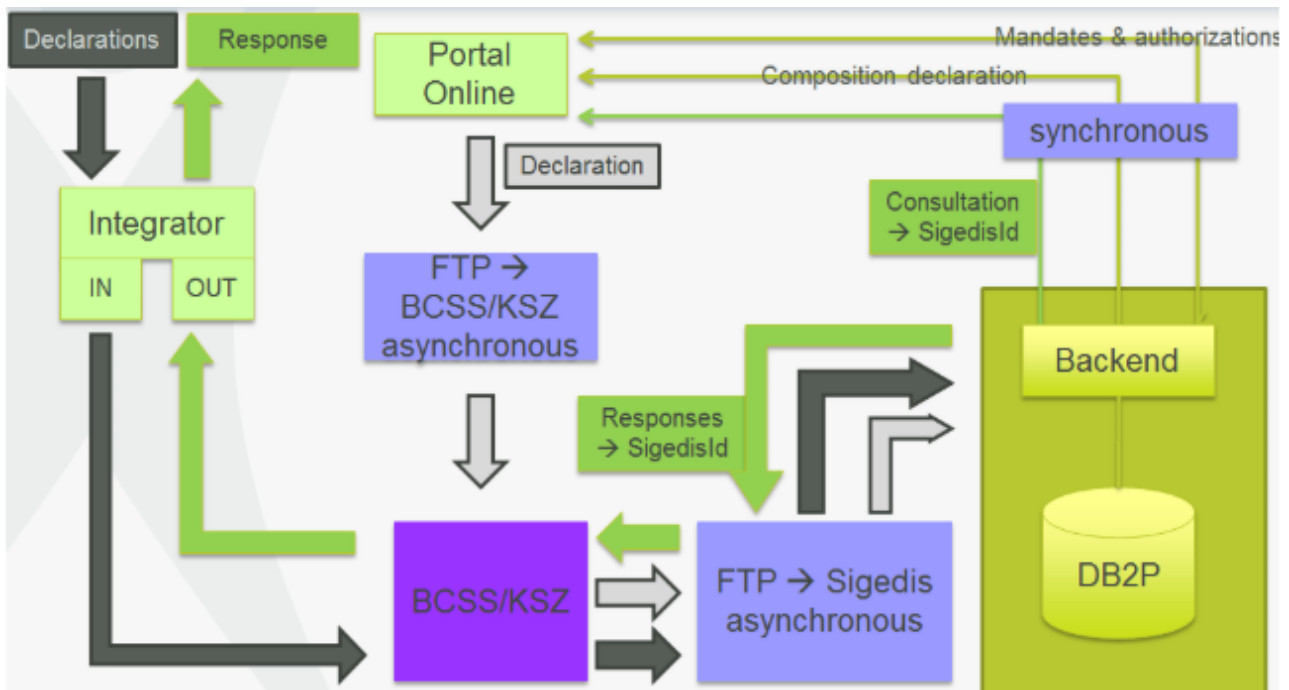 Declarations
Response
Portal
Online
Mandates & authorizations
Composition declaration
synchronous
Declaration
Consultation
→ SigedisId
Integrator
IN
OUT
FTP →
BCSS/KSZ
asynchronous
Backend
Responses
→ SigedisId
BCSS/KSZ
FTP → Sigedis
asynchronous
DB2P